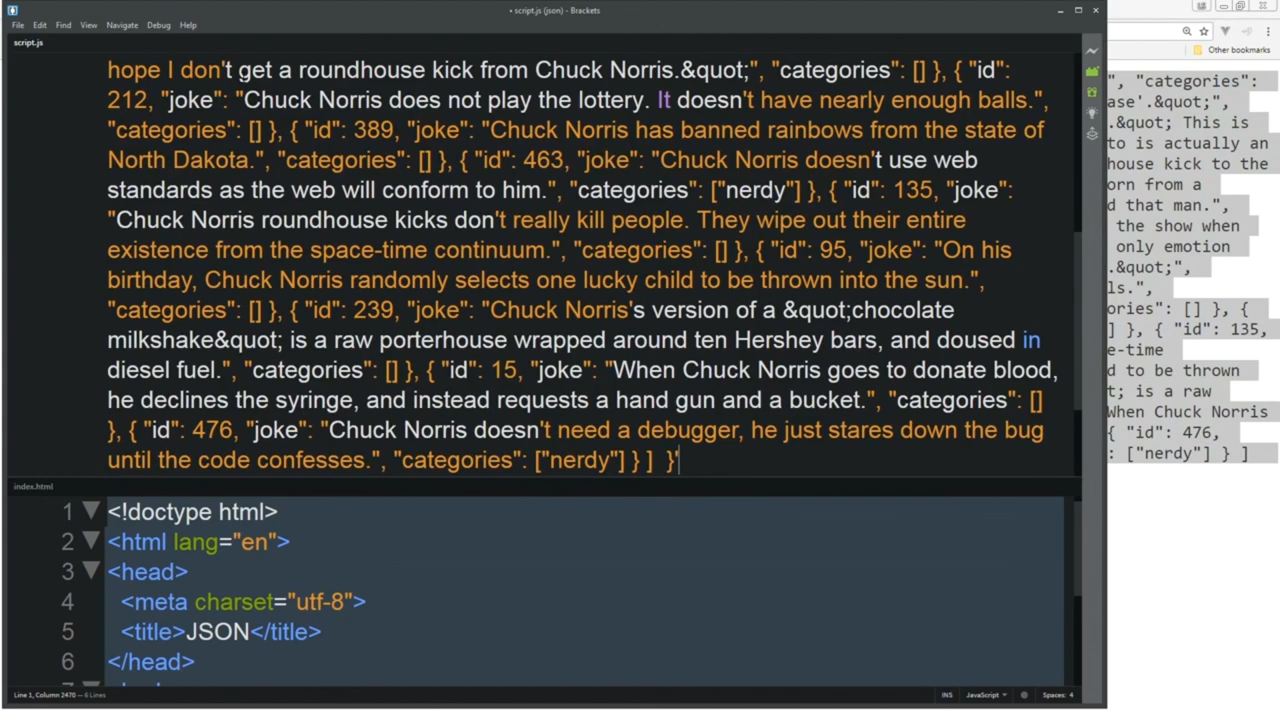 • script.js (json) - Brackets
File Edit Find View Navigate Debug Help
script.js
Other bookmarks
hope I don't get a roundhouse kick from Chuck Norris.&quot;", "categories": [] }, { "id":
212, "joke": "Chuck Norris does not play the lottery. It doesn't have nearly enough balls.",
"categories": [] }, { "id": 389, "joke": "Chuck Norris has banned rainbows from the state of
North Dakota.", "categories": [] }, { "id": 463, "joke": "Chuck Norris doesn't use web
standards as the web will conform to him.", "categories": ["nerdy"] }, { "id": 135, "joke":
"Chuck Norris roundhouse kicks don't really kill people. They wipe out their entire
existence from the space-time continuum.", "categories": [] }, { "id": 95, "joke": "On his
birthday, Chuck Norris randomly selects one lucky child to be thrown into the sun.",
"categories": [] }, { "id": 239, "joke": "Chuck Norris's version of a &quot;chocolate
milkshake&quot; is a raw porterhouse wrapped around ten Hershey bars, and doused in
diesel fuel.", "categories": [] }, { "id": 15, "joke": "When Chuck Norris goes to donate blood,
he declines the syringe, and instead requests a hand gun and a bucket.", "categories": []
}, { "id": 476, "joke": "Chuck Norris doesn't need a debugger, he just stares down the bug
until the code confesses.", "categories": ["nerdy"] } ] }'
index.html
1 <!doctype html>
2 <html lang="en">
3 <head>
4 <meta charset="utf-8">
5 <title>JSON</title>
6 </head>
Line 1, Column 2470 — 6 Lines
INS JavaScript Spaces: 4
", "categories":
ase'.&quot;",
.&quot; This is
to is actually an
house kick to the
orn from a
d that man.",
the show when
only emotion
.&quot;",
ls.",
ories": [] }, {
] }, { "id": 135,
e-time
d to be thrown
t; is a raw
When Chuck Norris
{ "id": 476,
: ["nerdy"] } ]